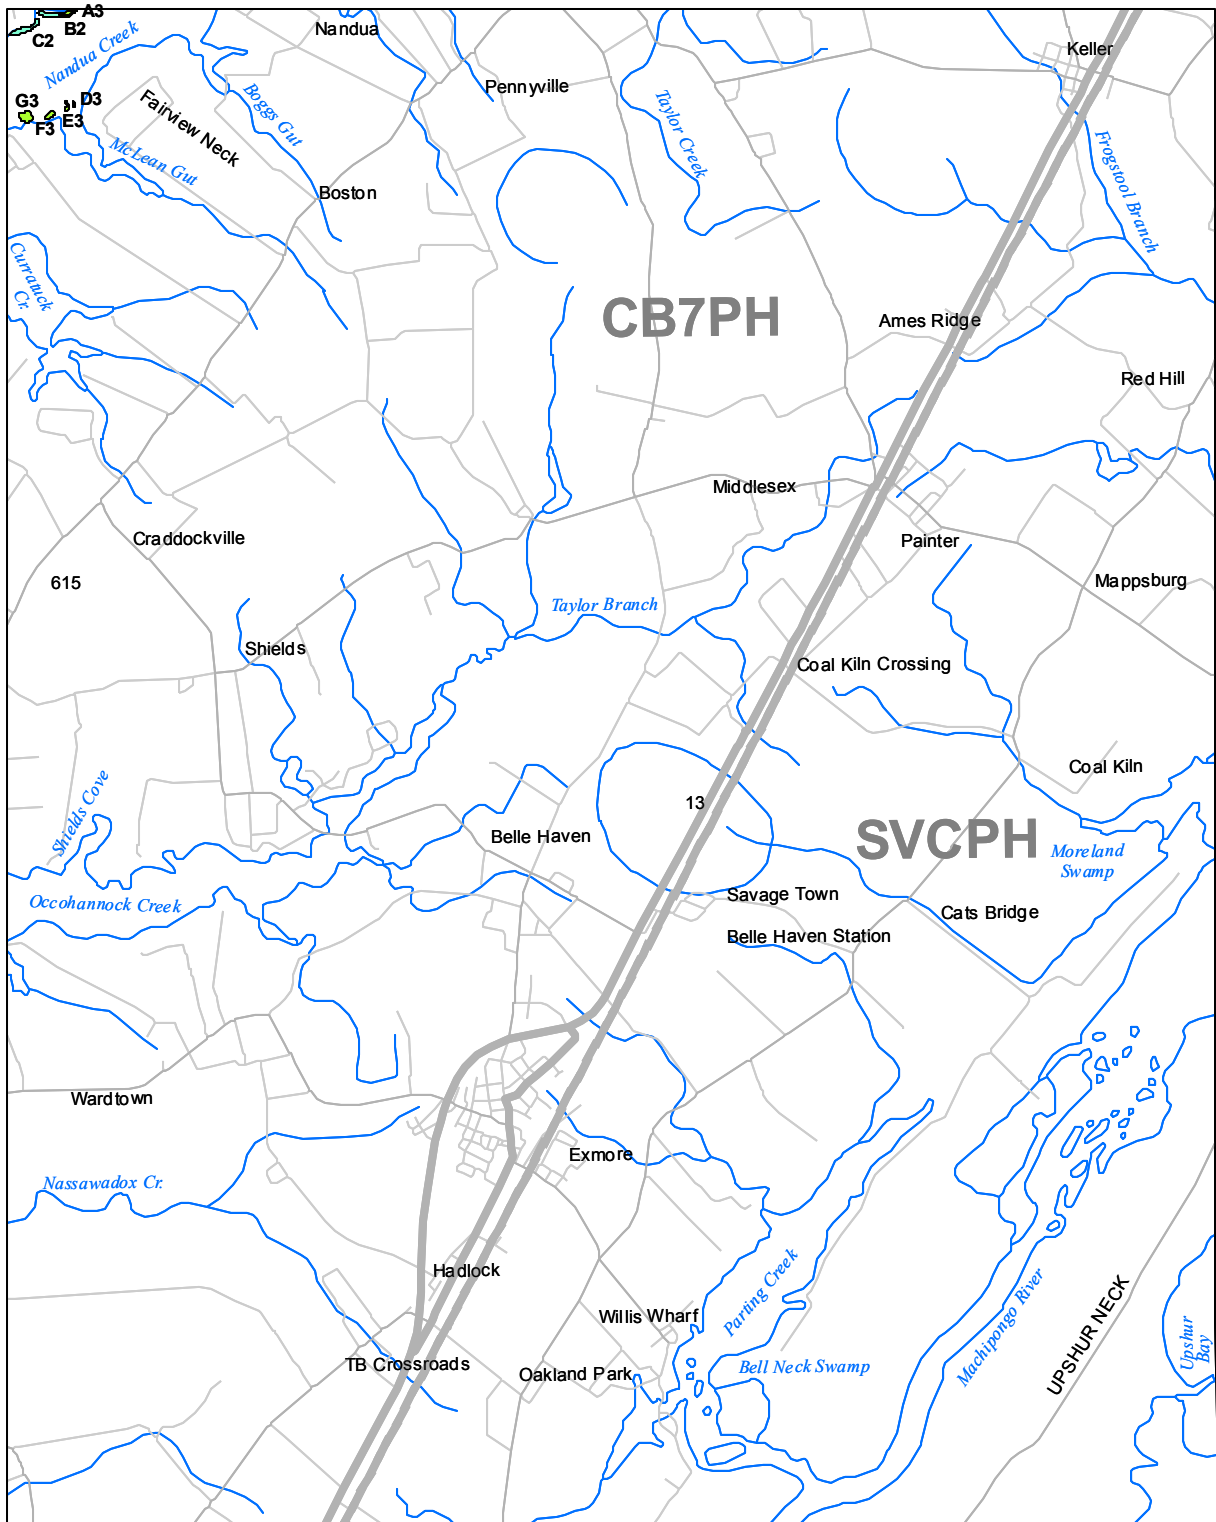 A3
B2
C2
Nandua
Keller
Nandua Creek
Pennyville
G3
D3
F3
E3
Fairview Neck
Boggs Gut
Taylor Creek
McLean Gut
Frogstool Branch
Boston
Curratuck
Cr.
CB7PH
Ames Ridge
Red Hill
Middlesex
Craddockville
Painter
615
Mappsburg
Taylor Branch
Shields
Coal Kiln Crossing
Coal Kiln
Shields Cove
13
Belle Haven
SVCPH
Moreland
Swamp
Occohannock Creek
Savage Town
Cats Bridge
Belle Haven Station
Wardtown
Exmore
Nassawadox Cr.
Hadlock
Parting Creek
Willis Wharf
Machipongo River
UPSHUR NECK
Upshur
Bay
TB Crossroads
Oakland Park
Bell Neck Swamp